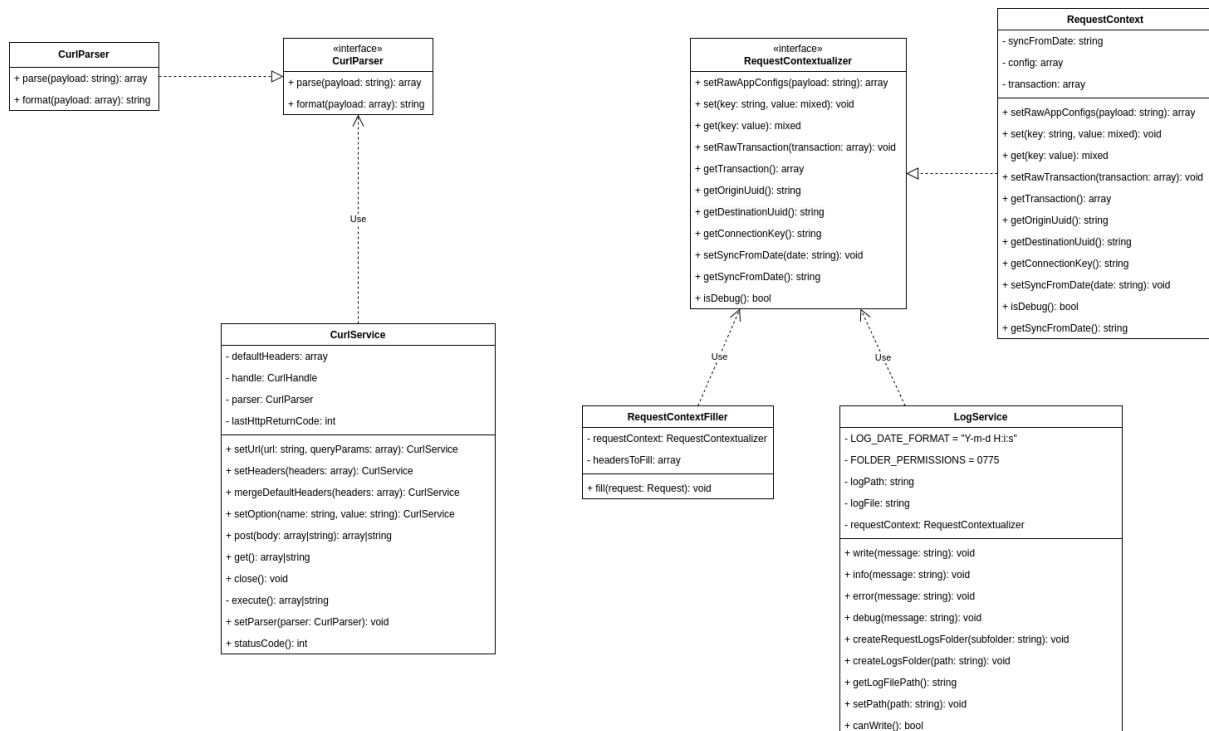 CurlParser
+ parse(payload: string): array
+ format(payload: array): string
«interface»
CurlParser
+ parse(payload: string): array
+ format(payload: array): string
Use
CurlService
- defaultHeaders: array
- handle: CurlHandle
- parser: CurlParser
- lastHttpReturnCode: int
+ setUrl(url: string, queryParams: array): CurlService
+ setHeaders(headers: array): CurlService
+ mergeDefaultHeaders(headers: array): CurlService
+ setOption(name: string, value: string): CurlService
+ post(body: array|string): array|string
+ get(): array|string
+ close(): void
- execute(): array|string
+ setParser(parser: CurlParser): void
+ statusCode(): int
«interface»
RequestContextualizer
+ setRawAppConfigs(payload: string): array
+ set(key: string, value: mixed): void
+ get(key: value): mixed
+ setRawTransaction(transaction: array): void
+ getTransaction(): array
+ getOriginUuid(): string
+ getDestinationUuid(): string
+ getConnectionKey(): string
+ setSyncFromDate(date: string): void
+ getSyncFromDate(): string
+ isDebug(): bool
RequestContext
- syncFromDate: string
- config: array
- transaction: array
+ setRawAppConfigs(payload: string): array
+ set(key: string, value: mixed): void
+ get(key: value): mixed
+ setRawTransaction(transaction: array): void
+ getTransaction(): array
+ getOriginUuid(): string
+ getDestinationUuid(): string
+ getConnectionKey(): string
+ setSyncFromDate(date: string): void
+ isDebug(): bool
+ getSyncFromDate(): string
Use
Use
RequestContextFiller
- requestContext: RequestContextualizer
- headersToFill: array
+ fill(request: Request): void
LogService
- LOG_DATE_FORMAT = "Y-m-d H:i:s"
- FOLDER_PERMISSIONS = 0775
- logPath: string
- logFile: string
- requestContext: RequestContextualizer
+ write(message: string): void
+ info(message: string): void
+ error(message: string): void
+ debug(message: string): void
+ createRequestLogsFolder(subfolder: string): void
+ createLogsFolder(path: string): void
+ getLogFilePath(): string
+ setPath(path: string): void
+ canWrite(): bool